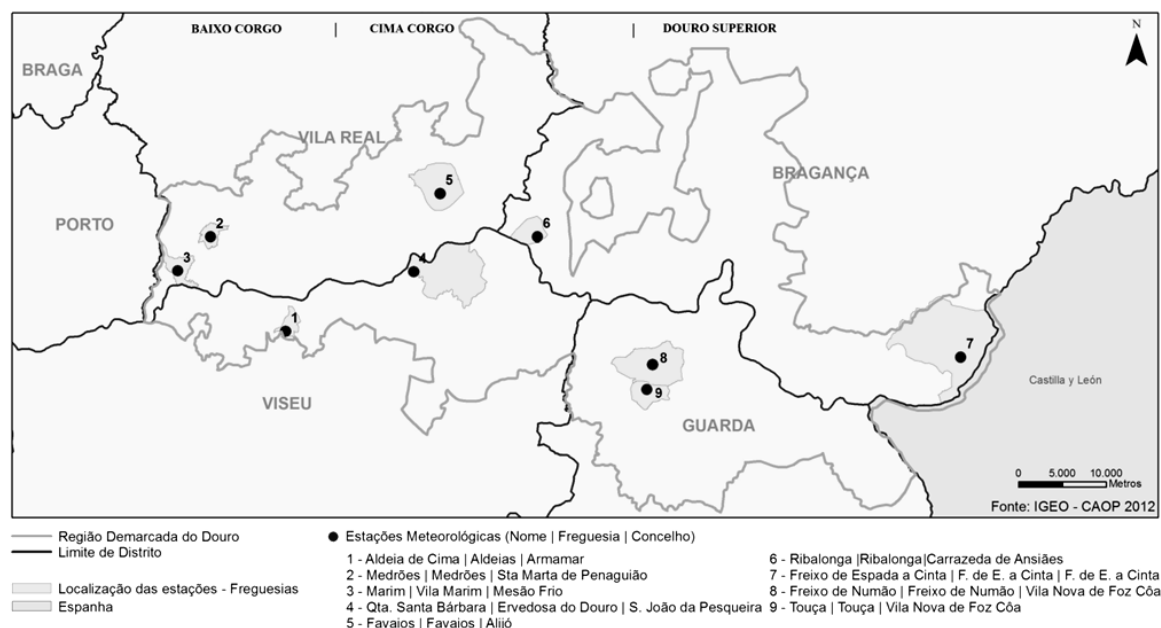 BAIXO CORGO | CIMA CORGO | DOURO SUPERIOR
N
BRAGA
VILA REAL
BRAGANÇA
PORTO
5
2
6
3
4
1
7
8
9
Castilla y León
VISEU
GUARDA
0 5.000 10.000
Metros
Fonte: IGEO - CAOP 2012
Região Demarcada do Douro
Limite de Distrito
Localização das estações - Freguesias
Espanha
Estações Meteorológicas (Nome | Freguesia | Concelho)
1 - Aldeia de Cima | Aldeias | Armamar
2 - Medrões | Medrões | Sta Marta de Penaguião
3 - Marim | Vila Marim | Mesão Frio
4 - Qta. Santa Bárbara | Ervedosa do Douro | S. João da Pesqueira
5 - Favaios | Favaios | Alijó
6 - Ribalonga |Ribalonga|Carrazeda de Ansiães
7 - Freixo de Espada a Cinta | F. de E. a Cinta | F. de E. a Cinta
8 - Freixo de Numão | Freixo de Numão | Vila Nova de Foz Côa
9 - Touça | Touça | Vila Nova de Foz Côa